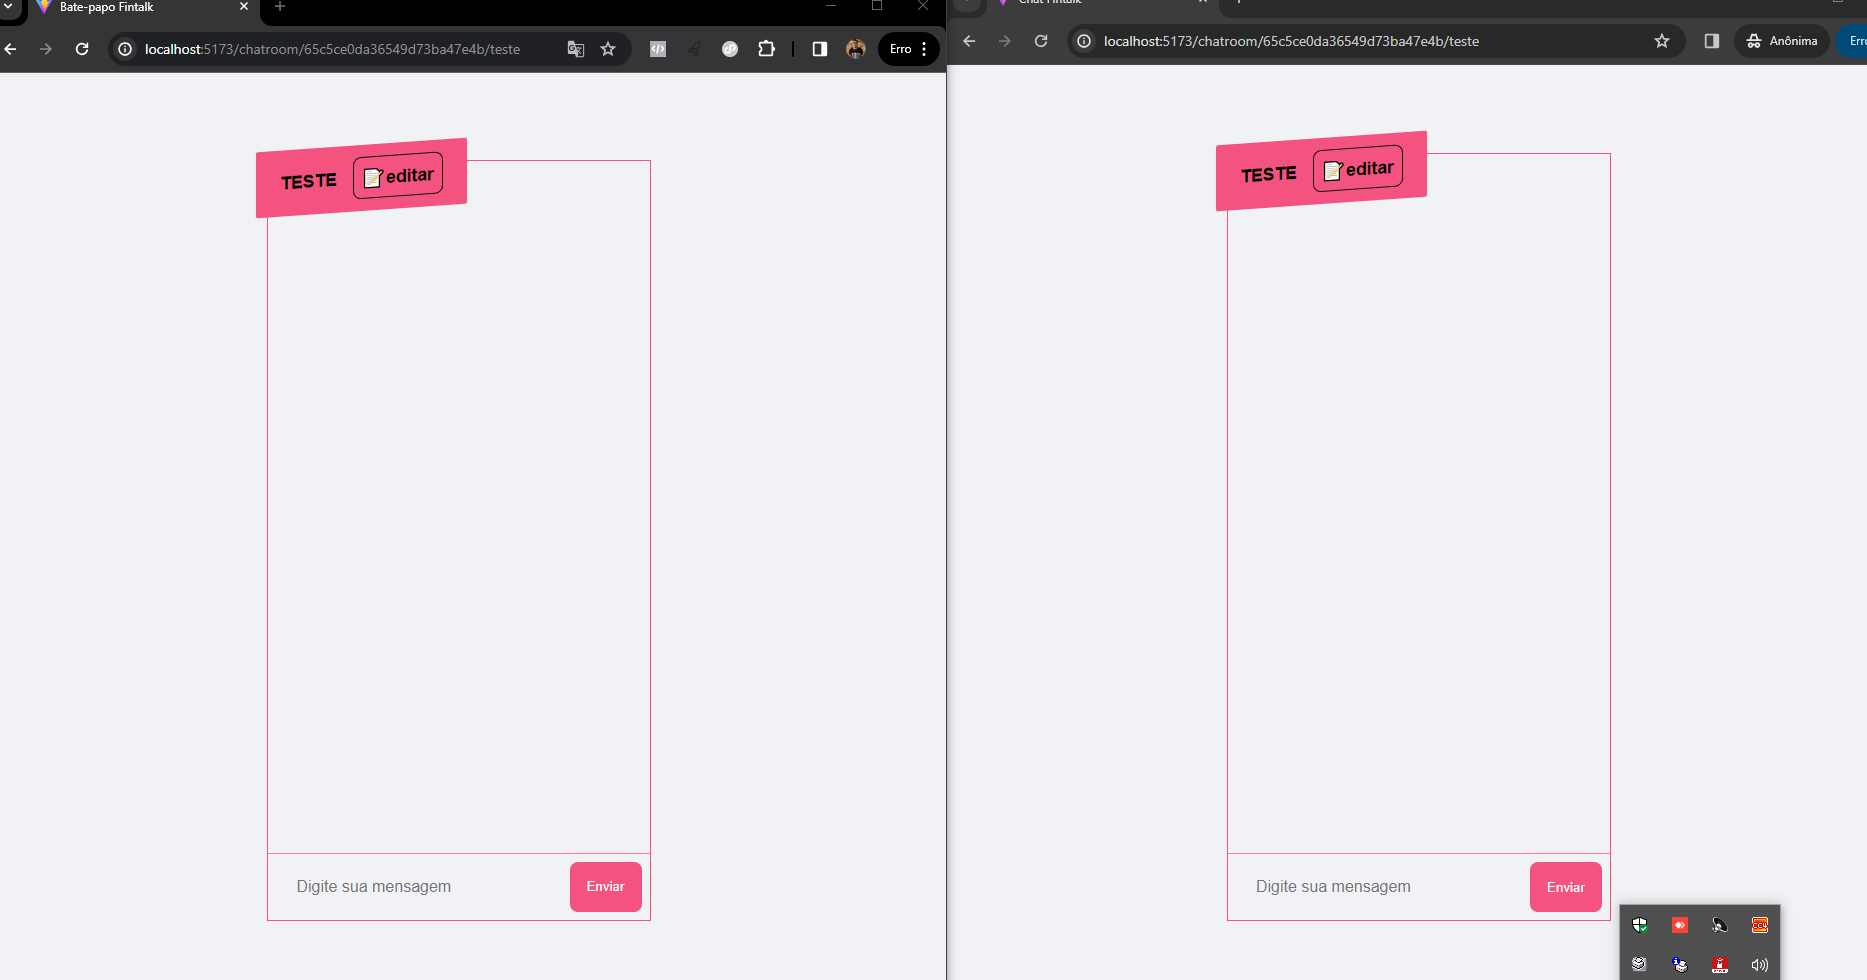 Bate-papo Fintalk
localhost:5173/chatroom/65c5ce0da36549d73ba47e4b/teste
Erro
TESTE
editar
Digite sua mensagem
Enviar
Chat Fintalk
localhost:5173/chatroom/65c5ce0da36549d73ba47e4b/teste
Anônima
TESTE
editar
Digite sua mensagem
Enviar